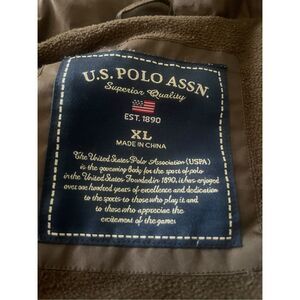 U.S. POLO ASSN.
Superior Quality
EST. 1890
XL
MADE IN CHINA
The United States Polo Association (USPA)
is the governing body for the sport of polo
in the United States. Founded in 1890, it has enjoyed
over one hundred years of excellence and dedication
to the sports to those who play it and
to those who appreciate the
excitement of the game.